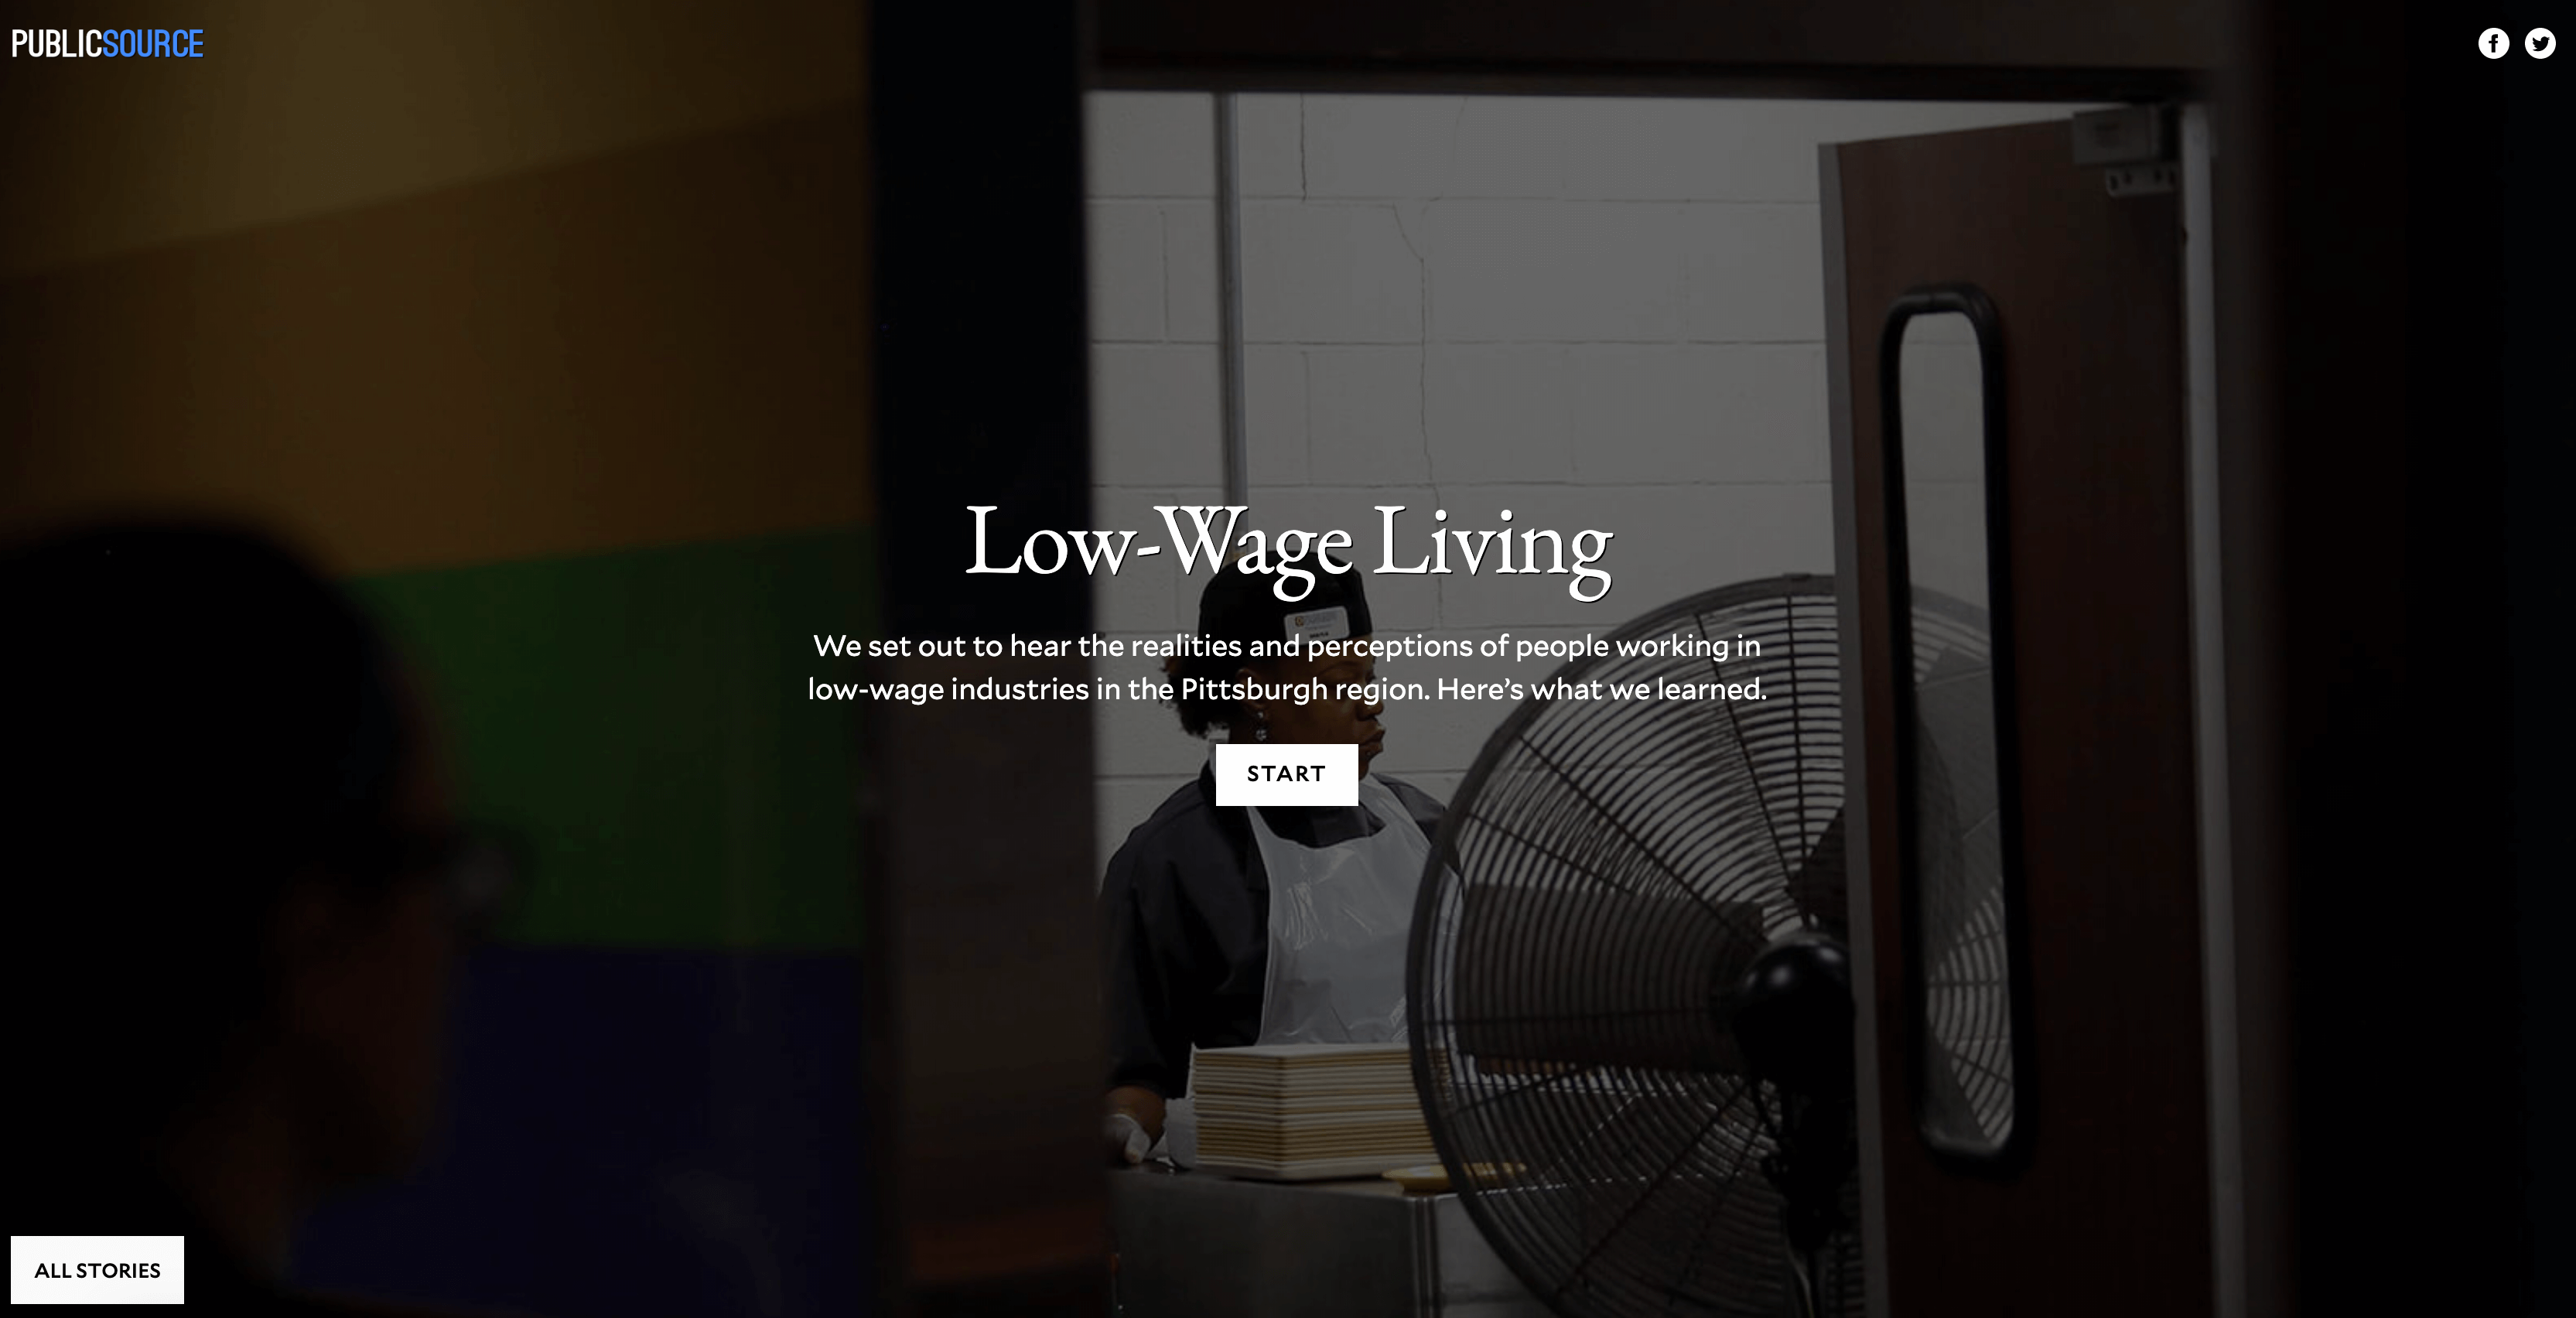 PUBLICSOURCE
Low-Wage Living
We set out to hear the realities and perceptions of people working in
low-wage industries in the Pittsburgh region. Here’s what we learned.
START
ALL STORIES